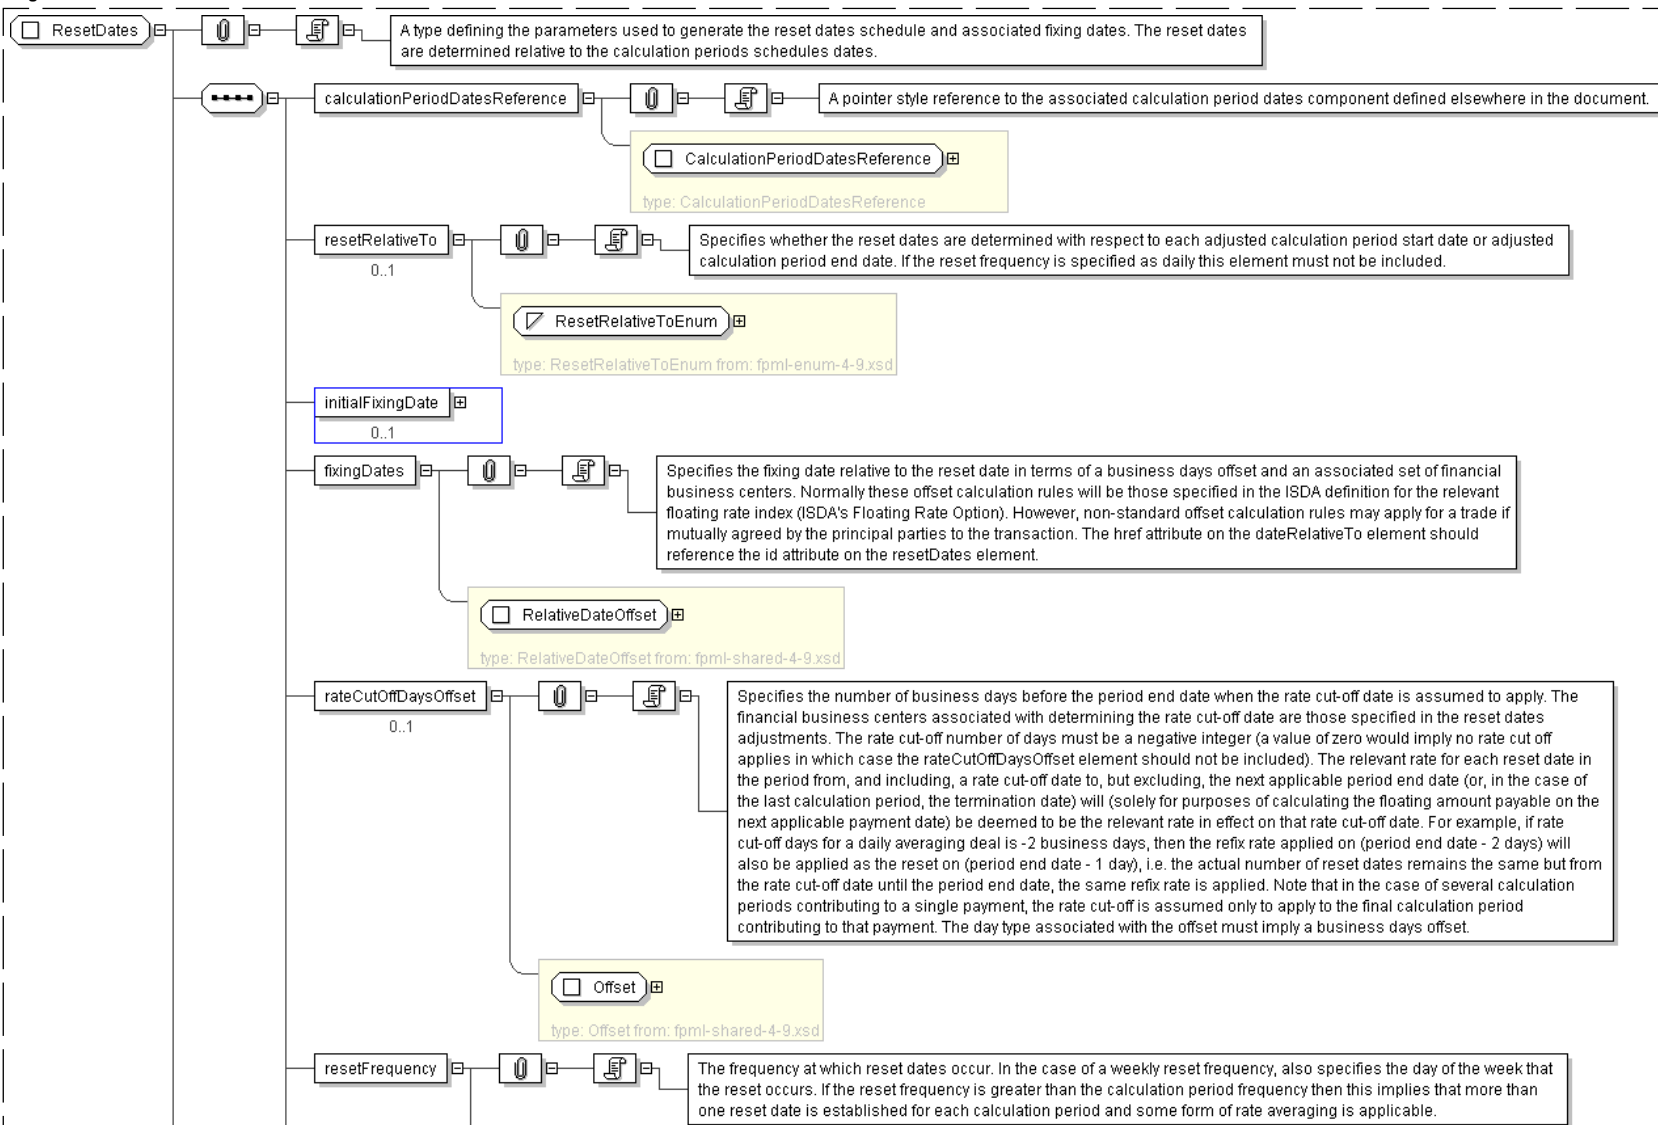 ResetDates
A type defining the parameters used to generate the reset dates schedule and associated fixing dates. The reset dates
are determined relative to the calculation periods schedules dates.
calculationPeriodDatesReference
A pointer style reference to the associated calculation period dates component defined elsewhere in the document.
CalculationPeriodDatesReference
type: CalculationPeriodDatesReference
resetRelativeTo
0..1
Specifies whether the reset dates are determined with respect to each adjusted calculation period start date or adjusted
calculation period end date. If the reset frequency is specified as daily this element must not be included.
ResetRelativeToEnum
type: ResetRelativeToEnum from: fpml-enum-4-9.xsd
initialFixingDate
0..1
fixingDates
Specifies the fixing date relative to the reset date in terms of a business days offset and an associated set of financial
business centers. Normally these offset calculation rules will be those specified in the ISDA definition for the relevant
floating rate index (ISDA's Floating Rate Option). However, non-standard offset calculation rules may apply for a trade if
mutually agreed by the principal parties to the transaction. The href attribute on the dateRelativeTo element should
reference the id attribute on the resetDates element.
RelativeDateOffset
type: RelativeDateOffset from: fpml-shared-4-9.xsd
rateCutOffDaysOffset
0..1
Specifies the number of business days before the period end date when the rate cut-off date is assumed to apply. The
financial business centers associated with determining the rate cut-off date are those specified in the reset dates
adjustments. The rate cut-off number of days must be a negative integer (a value of zero would imply no rate cut off
applies in which case the rateCutOffDaysOffset element should not be included). The relevant rate for each reset date in
the period from, and including, a rate cut-off date to, but excluding, the next applicable period end date (or, in the case of
the last calculation period, the termination date) will (solely for purposes of calculating the floating amount payable on the
next applicable payment date) be deemed to be the relevant rate in effect on that rate cut-off date. For example, if rate
cut-off days for a daily averaging deal is -2 business days, then the refix rate applied on (period end date - 2 days) will
also be applied as the reset on (period end date - 1 day), i.e. the actual number of reset dates remains the same but from
the rate cut-off date until the period end date, the same refix rate is applied. Note that in the case of several calculation
periods contributing to a single payment, the rate cut-off is assumed only to apply to the final calculation period
contributing to that payment. The day type associated with the offset must imply a business days offset.
Offset
type: Offset from: fpml-shared-4-9.xsd
resetFrequency
The frequency at which reset dates occur. In the case of a weekly reset frequency, also specifies the day of the week that
the reset occurs. If the reset frequency is greater than the calculation period frequency then this implies that more than
one reset date is established for each calculation period and some form of rate averaging is applicable.